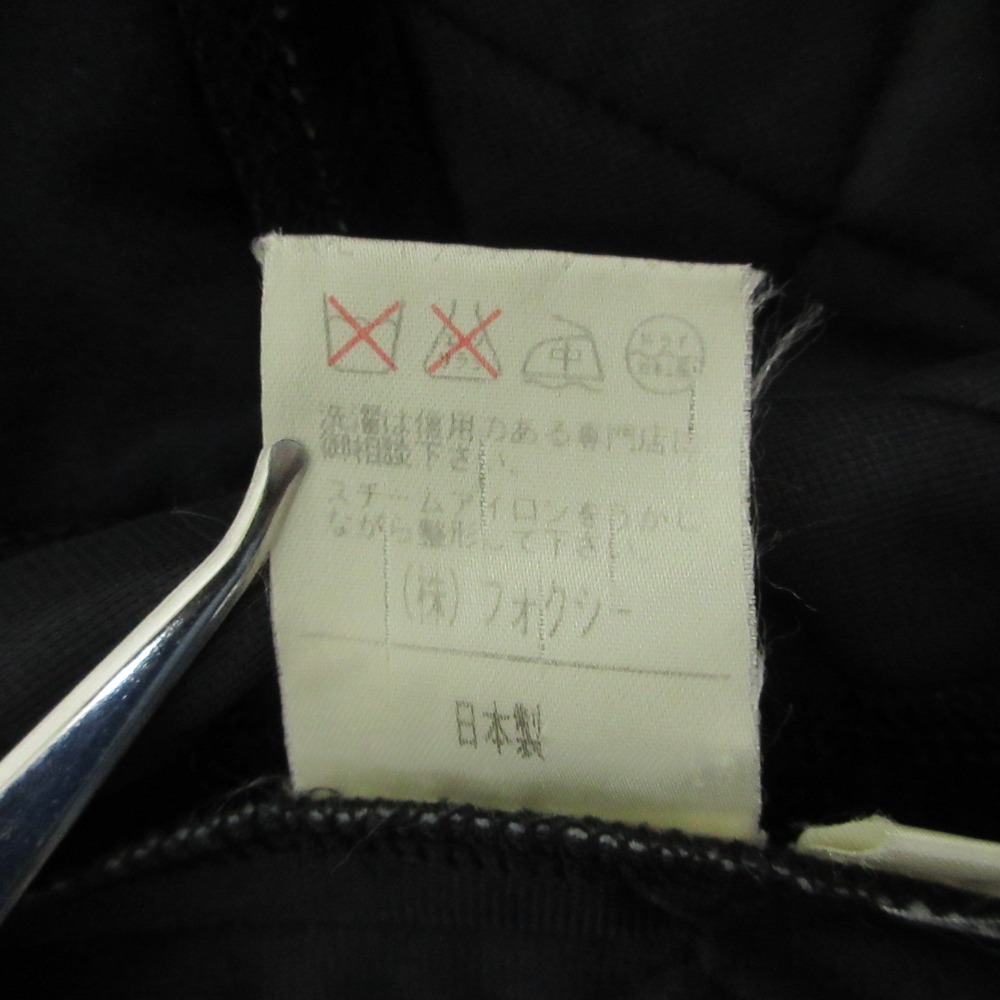 中
洗濯は信用のある専門店に
御相談下さい、
スチームアイロンをうかし
ながら整形して下さい。
(株)フォクシー
日本製